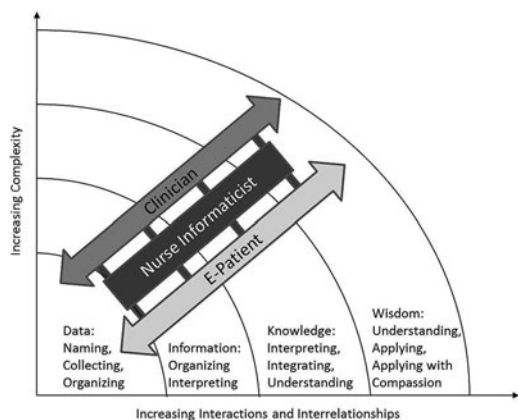 Increasing Complexity
Clinician
Nurse Informaticist
E-Patient
Data:
Naming,
Collecting,
Organizing
Information:
Organizing
Interpreting
Knowledge:
Interpreting,
Integrating,
Understanding
Wisdom:
Understanding,
Applying,
Applying with
Compassion
Increasing Interactions and Interrelationships